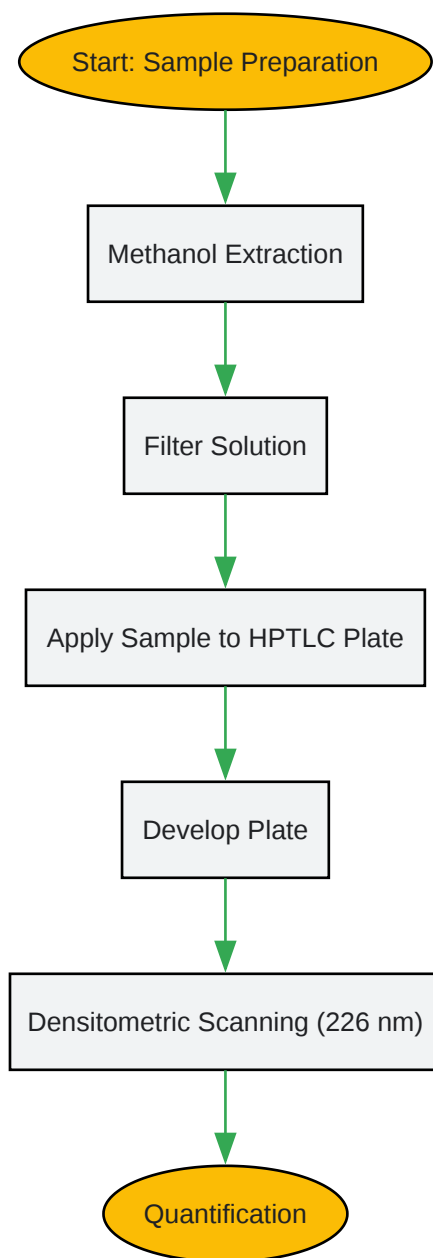 Start: Sample Preparation
Methanol Extraction
Filter Solution
Apply Sample to HPTLC Plate
Develop Plate
Densitometric Scanning (226 nm)
Quantification